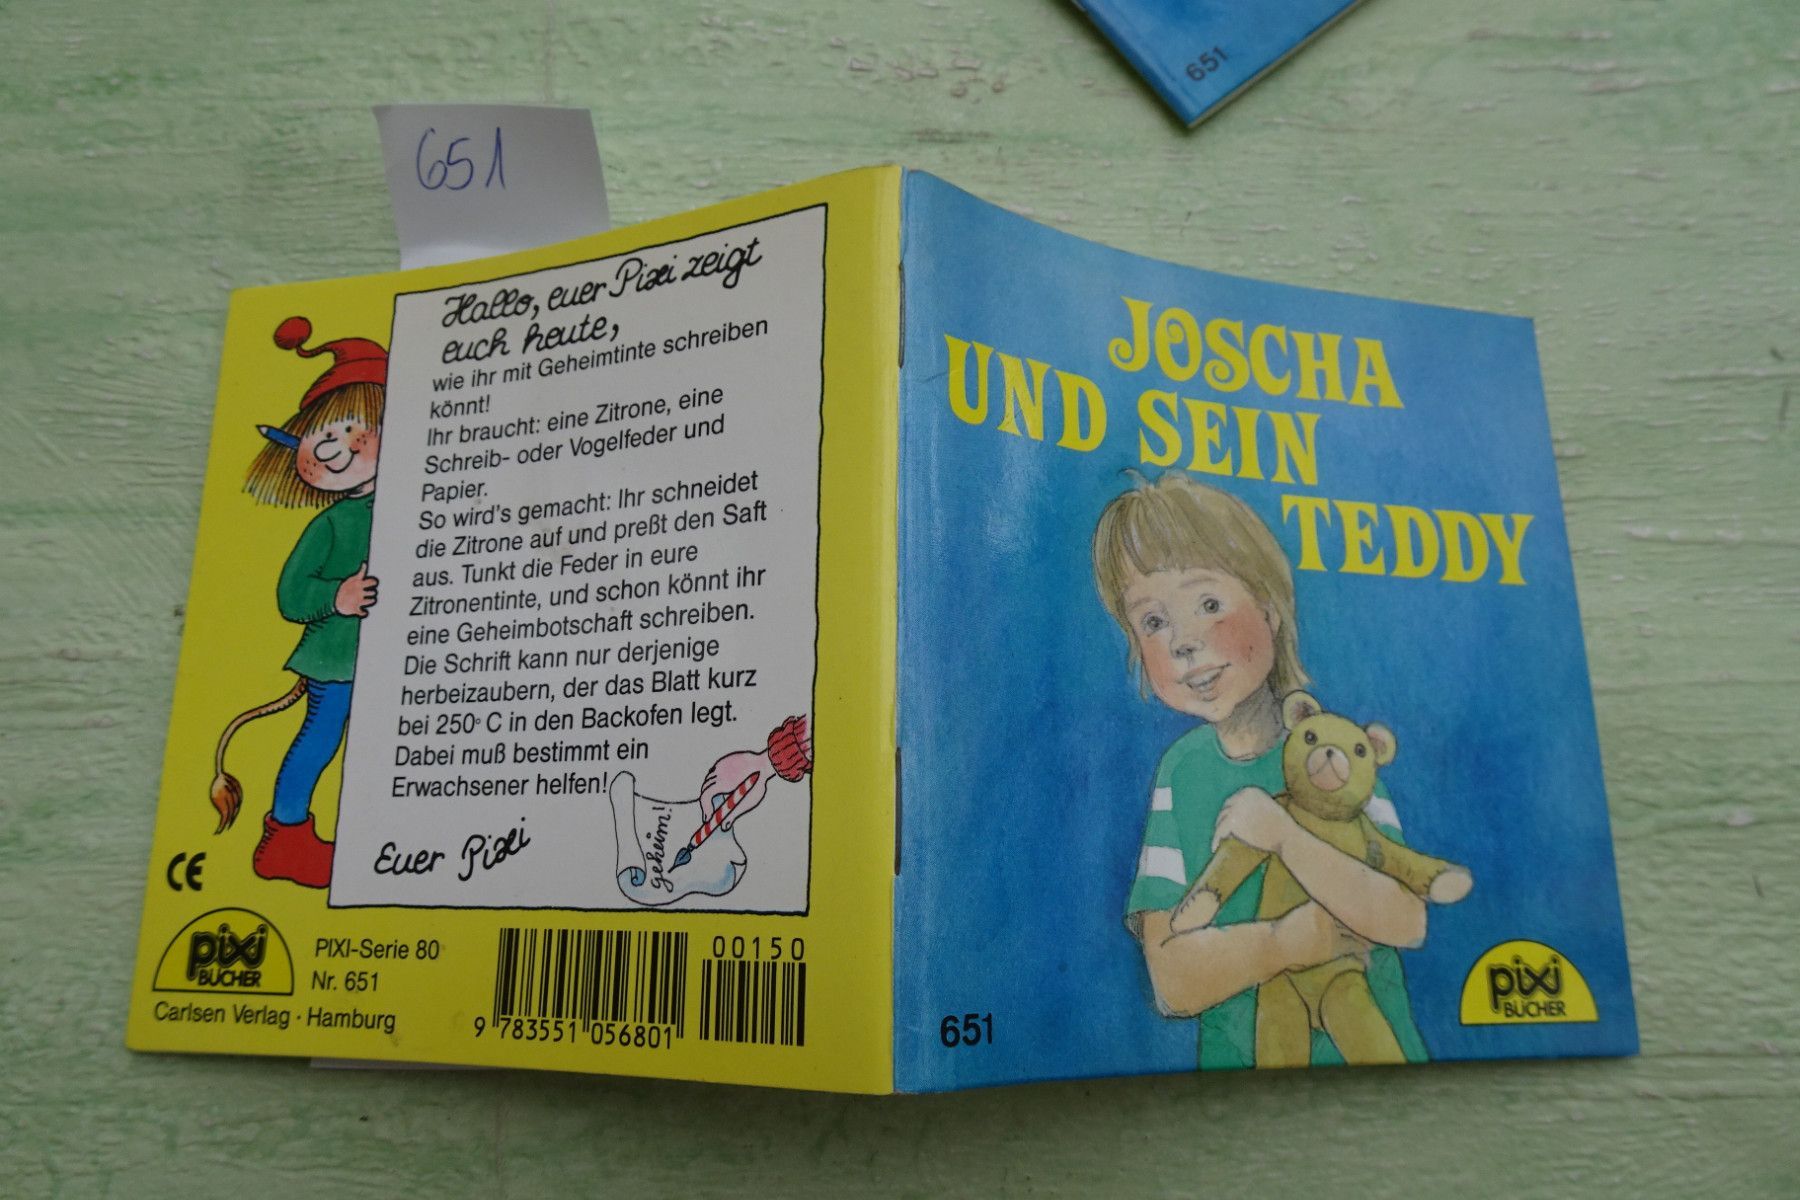 651
651
Hallo, euer Pixi zeigt
euch heute,
wie ihr mit Geheimtinte schreiben
könnt!
Ihr braucht: eine Zitrone, eine
Schreib- oder Vogelfeder und
Papier.
So wird's gemacht: Ihr schneidet
die Zitrone auf und preßt den Saft
aus. Tunkt die Feder in eure
Zitronentinte, und schon könnt ihr
eine Geheimbotschaft schreiben.
Die Schrift kann nur derjenige
herbeizaubern, der das Blatt kurz
bei 250° C in den Backofen legt.
Dabei muß bestimmt ein
Erwachsener helfen!
geheim!
Euer Pixi
CE
pixi
BÜCHER
PIXI-Serie 80
Nr. 651
Carlsen Verlag · Hamburg
00150
9 783551 056801
JOSCHA
UND SEIN
TEDDY
651
pixi
BÜCHER